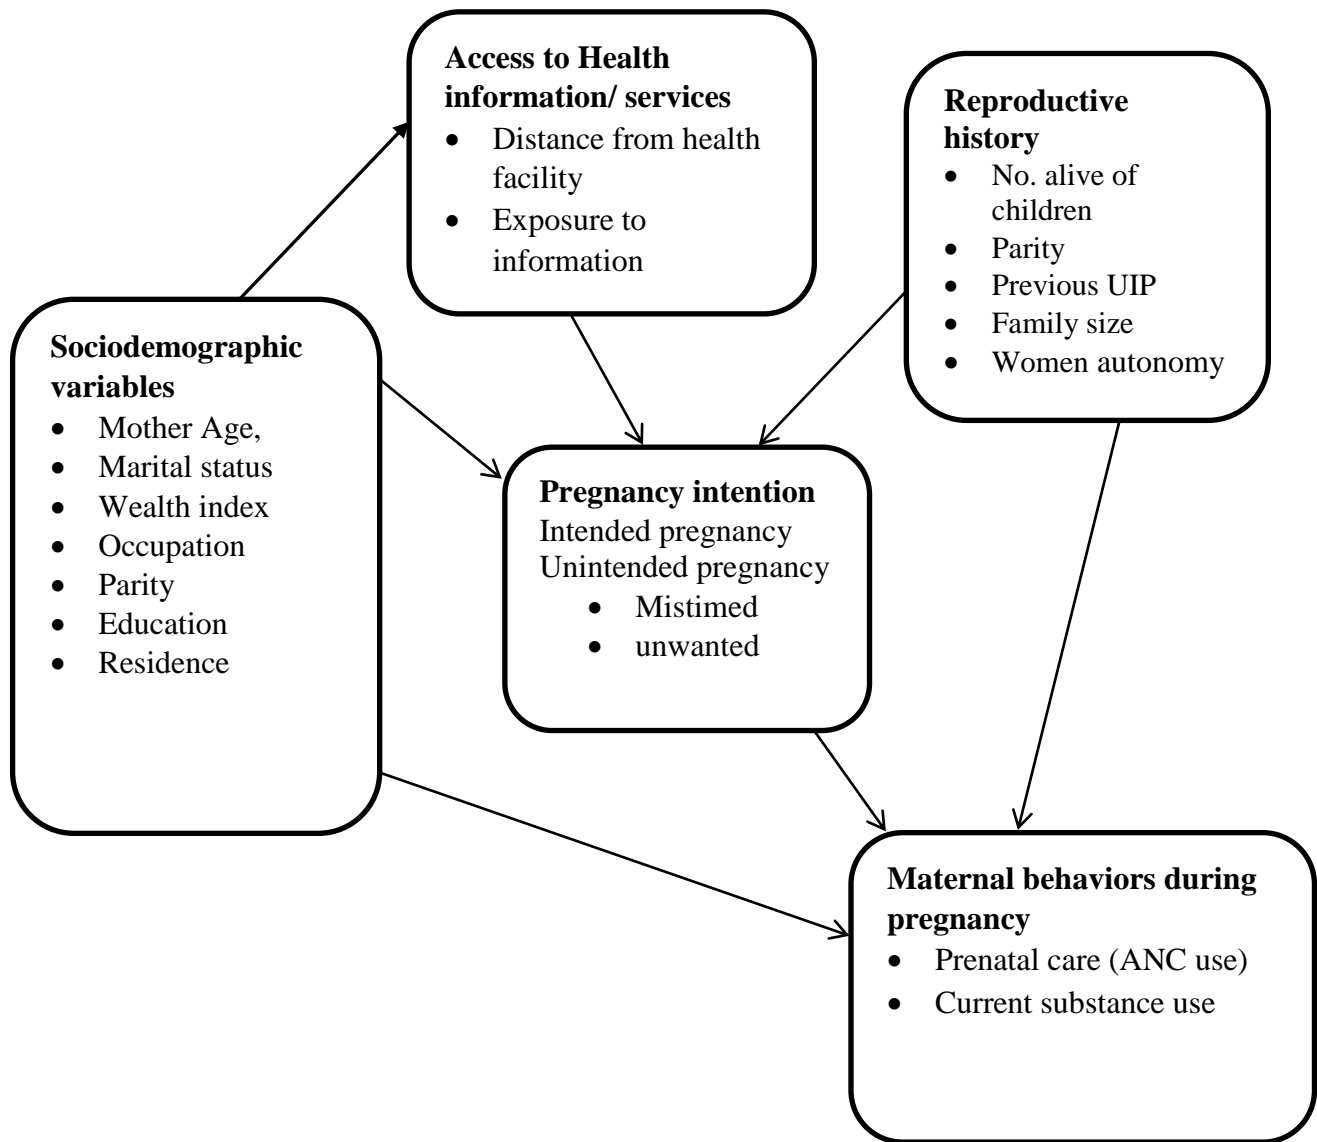 Access to Health
information/ services
• Distance from health
facility
• Exposure to
information
Reproductive
history
• No. alive of
children
• Parity
• Previous UIP
• Family size
• Women autonomy
Sociodemographic
variables
• Mother Age,
• Marital status
• Wealth index
• Occupation
• Parity
• Education
• Residence
Pregnancy intention
Intended pregnancy
Unintended pregnancy
• Mistimed
• unwanted
Maternal behaviors during
pregnancy
• Prenatal care (ANC use)
• Current substance use